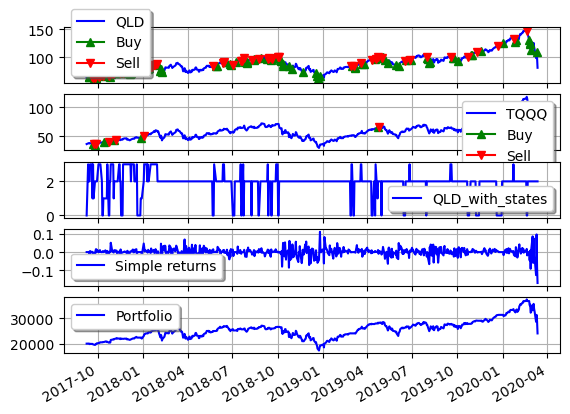 150
100
QLD
Buy
Sell
100
50
TQQQ
Buy
Sell
2
0
QLD_with_states
0.1
0.0
−0.1
Simple returns
30000
20000
Portfolio
2017-10
2018-01
2018-04
2018-07
2018-10
2019-01
2019-04
2019-07
2019-10
2020-01
2020-04